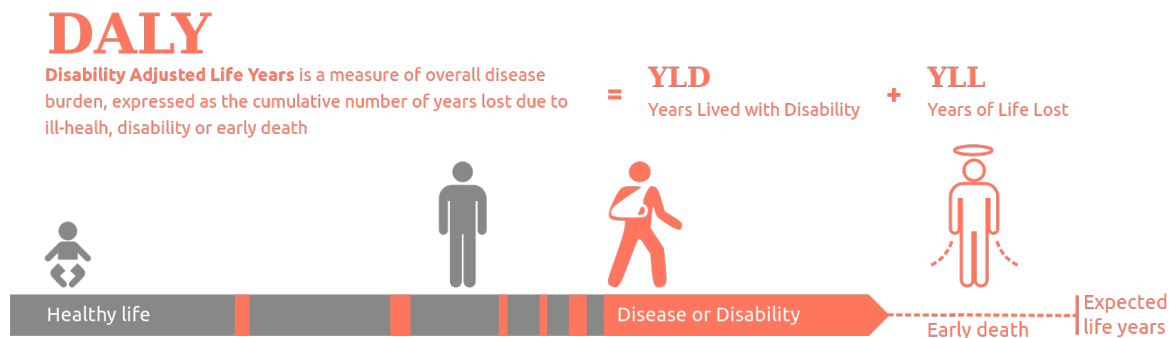 DALY
Disability Adjusted Life Years is a measure of overall disease
burden, expressed as the cumulative number of years lost due to
ill-healh, disability or early death
=
YLD
Years Lived with Disability
+
YLL
Years of Life Lost
Healthy life
Disease or Disability
Early death
Expected
life years